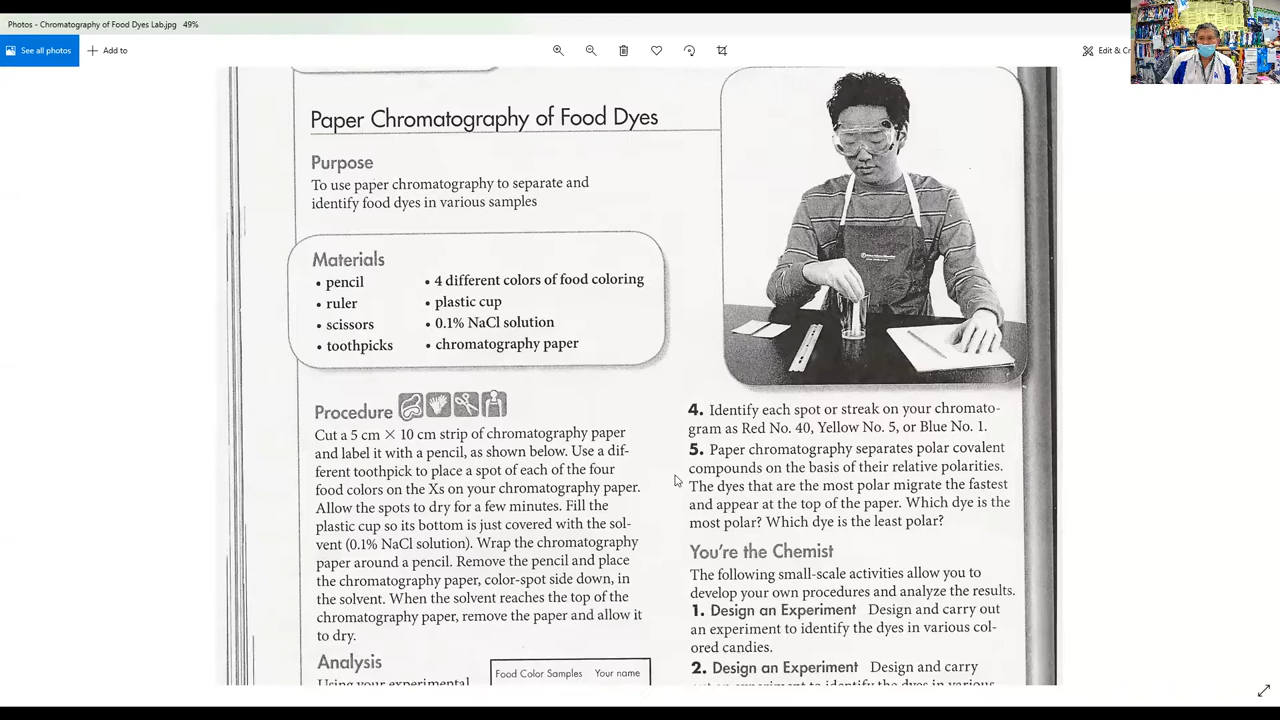 Photos - Chromatography of Food Dyes Lab.jpg 49%
See all photos
Add to
Edit & Cr
Paper Chromatography of Food Dyes
Purpose
To use paper chromatography to separate and
identify food dyes in various samples
Materials
• pencil
• ruler
• scissors
• toothpicks
• 4 different colors of food coloring
• plastic cup
• 0.1% NaCl solution
• chromatography paper
Procedure
Cut a 5 cm × 10 cm strip of chromatography paper
and label it with a pencil, as shown below. Use a dif-
ferent toothpick to place a spot of each of the four
food colors on the Xs on your chromatography paper.
Allow the spots to dry for a few minutes. Fill the
plastic cup so its bottom is just covered with the sol-
vent (0.1% NaCl solution). Wrap the chromatography
paper around a pencil. Remove the pencil and place
the chromatography paper, color-spot side down, in
the solvent. When the solvent reaches the top of the
chromatography paper, remove the paper and allow it
to dry.
Analysis
Using your experimental
Food Color Samples Your name
4. Identify each spot or streak on your chromato-
gram as Red No. 40, Yellow No. 5, or Blue No. 1.
5. Paper chromatography separates polar covalent
compounds on the basis of their relative polarities.
The dyes that are the most polar migrate the fastest
and appear at the top of the paper. Which dye is the
most polar? Which dye is the least polar?
You're the Chemist
The following small-scale activities allow you to
develop your own procedures and analyze the results.
1. Design an Experiment Design and carry out
an experiment to identify the dyes in various col-
ored candies.
2. Design an Experiment Design and carry
out an experiment to identify the dyes in various